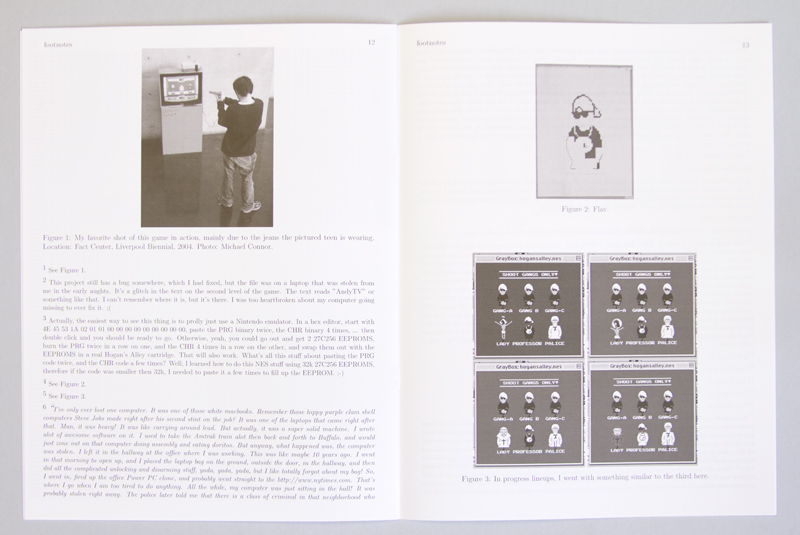 footnotes
12
Figure 1: My favorite shot of this game in action, mainly due to the jeans the pictured teen is wearing.
Location: Fact Center, Liverpool Biennial, 2004. Photo: Michael Connor.
1 See Figure 1.
2 This project still has a bug somewhere, which I had fixed, but the file was on a laptop that was stolen from
me in the early aughts. It's a glitch in the text on the second level of the game. The text reads "AndyTV" or
something like that. I can't remember where it is, but it's there. I was too heartbroken about my computer going
missing to ever fix it. :(
3 Actually, the easiest way to see this thing is to prolly just use a Nintendo emulator. In a hex editor, start with
4E 45 53 1A 02 01 01 00 00 00 00 00 00 00 00 00, paste the PRG binary twice, the CHR binary 4 times, ... then
double click and you should be ready to go. Otherwise, yeah, you could go out and get 2 27C256 EEPROMS,
burn the PRG twice in a row on one, and the CHR 4 times in a row on the other, and swap them out with the
EEPROMS in a real Hogan's Alley cartridge. That will also work. What's all this stuff about pasting the PRG
code twice, and the CHR code a few times? Well, I learned how to do this NES stuff using 32k 27C256 EEPROMS,
therefore if the code was smaller then 32k, I needed to paste it a few times to fill up the EEPROM. ;-)
4 See Figure 2.
5 See Figure 3.
6 "I've only ever lost one computer. It was one of those white macbooks. Remember those hippy purple clam shell
computers Steve Jobs made right after his second stint on the job? It was one of the laptops that came right after
that. Man, it was heavy! It was like carrying around lead. But actually, it was a super solid machine. I wrote
alot of awesome software on it. I used to take the Amtrak train alot then back and forth to Buffalo, and would
just zone out on that computer doing assembly and eating doritos. But anyway, what happened was, the computer
was stolen. I left it in the hallway at the office where I was working. This was like maybe 10 years ago. I went
in that morning to open up, and I placed the laptop bag on the ground, outside the door, in the hallway, and then
did all the complicated unlocking and disarming stuff, yada, yada, yada, but I like totally forgot about my bag! So,
I went in, fired up the office Power PC clone, and probably went straight to the http://www.nytimes.com. That's
where I go when I am too tired to do anything. All the while, my computer was just sitting in the hall! It was
probably stolen right away. The police later told me that there is a class of criminal in that neighborhood who
footnotes
13
Figure 2: Flav
GrayBox: hogansalley.nes
SHOOT GANGS ONLY!
GANG-A GANG B GANG-C
LADY PROFESSOR POLICE
GrayBox: hogansalley.nes
SHOOT GANGS ONLY!
GANG-A GANG B GANG-C
LADY PROFESSOR POLICE
GrayBox: hogansalley.nes
SHOOT GANGS ONLY!
GANG-A GANG B GANG-C
LADY PROFESSOR POLICE
GrayBox: hogansalley.nes
SHOOT GANGS ONLY!
GANG-A GANG B GANG-C
LADY PROFESSOR POLICE
Figure 3: In progress lineups, I went with something similar to the third here.